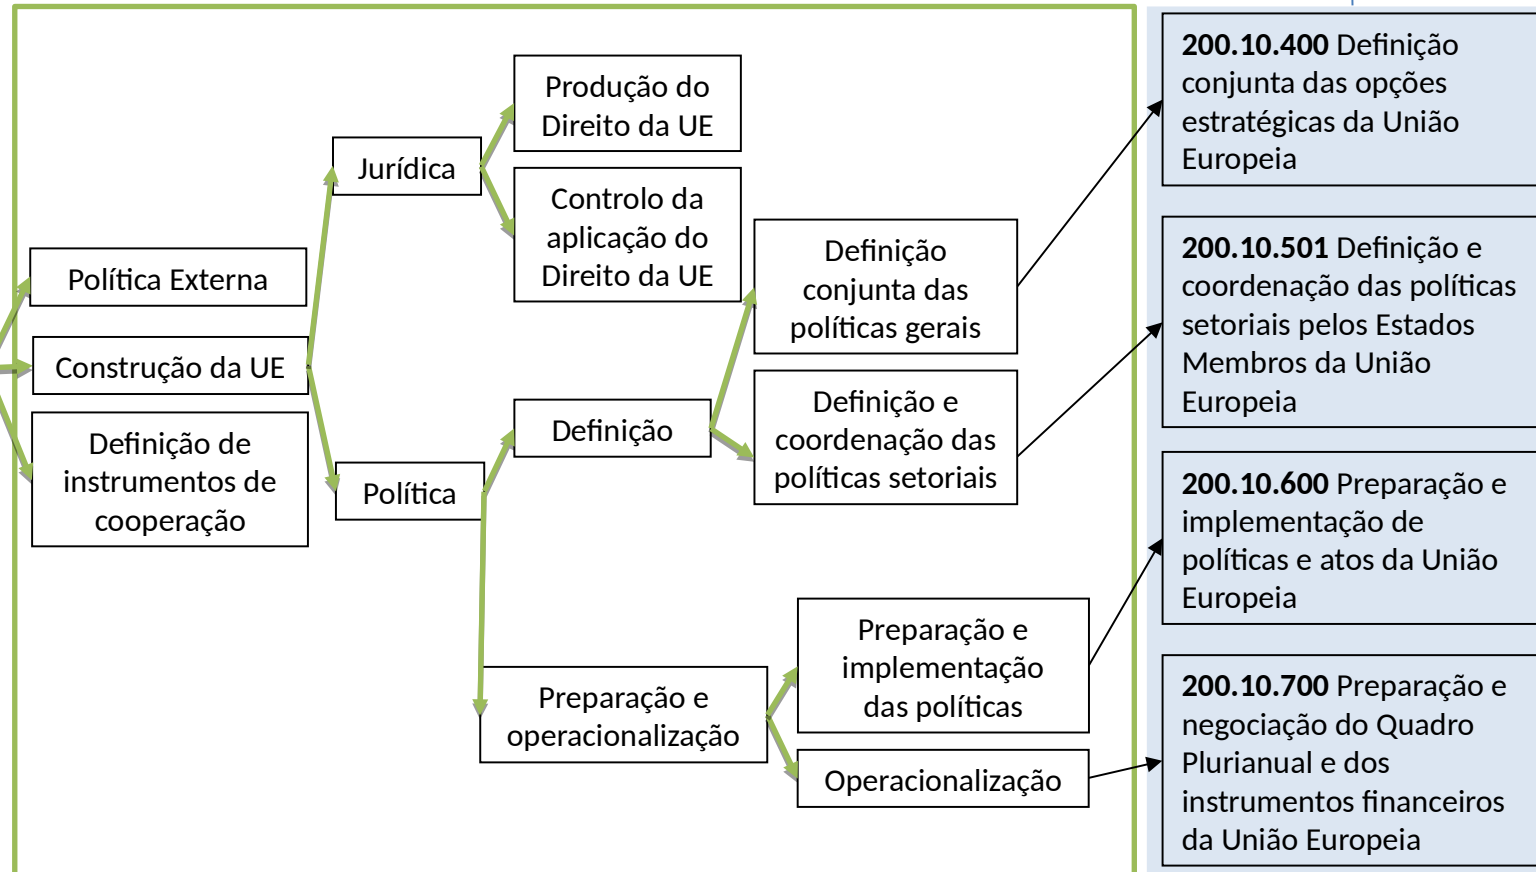 Política Externa
Construção da UE
Definição de
instrumentos de
cooperação
Jurídica
Política
Produção do
Direito da UE
Controlo da
aplicação do
Direito da UE
Definição
Preparação e
operacionalização
Definição
conjunta das
políticas gerais
Definição e
coordenação das
políticas setoriais
Preparação e
implementação
das políticas
Operacionalização
200.10.400 Definição
conjunta das opções
estratégicas da União
Europeia
200.10.501 Definição e
coordenação das políticas
setoriais pelos Estados
Membros da União
Europeia
200.10.600 Preparação e
implementação de
políticas e atos da União
Europeia
200.10.700 Preparação e
negociação do Quadro
Plurianual e dos
instrumentos financeiros
da União Europeia